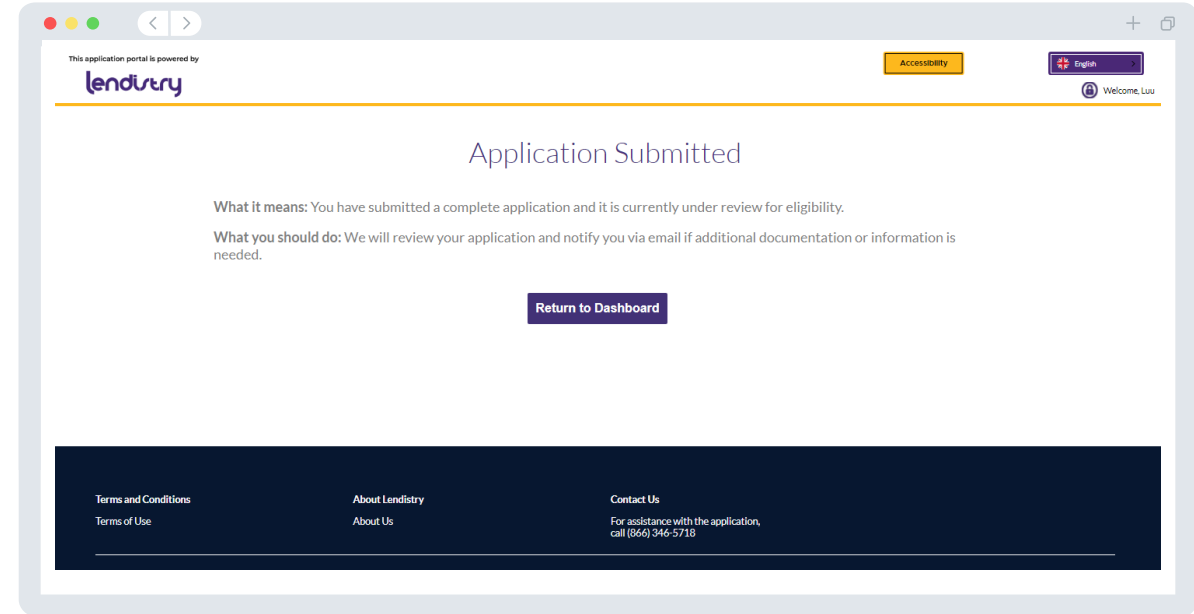 This application portal is powered by
lendistry
Accessibility
English
Welcome, Luu
Application Submitted
What it means: You have submitted a complete application and it is currently under review for eligibility.
What you should do: We will review your application and notify you via email if additional documentation or information is
needed.
Return to Dashboard
Terms and Conditions
About Lendistry
Contact Us
Terms of Use
About Us
For assistance with the application,
call (866) 346-5718